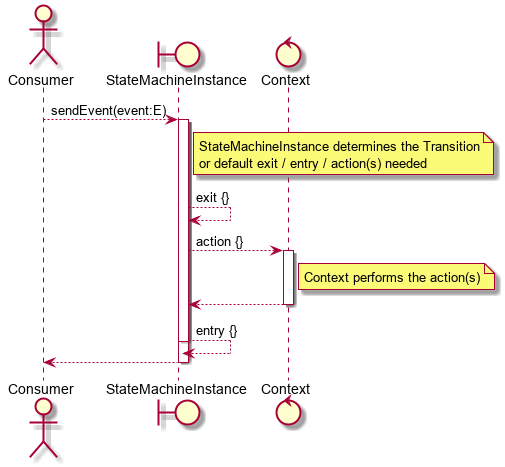 Consumer
StateMachineInstance
Context
sendEvent(event:E)
StateMachineInstance determines the Transition
or default exit / entry / action(s) needed
exit {}
action {}
Context performs the action(s)
entry {}
Consumer
StateMachineInstance
Context